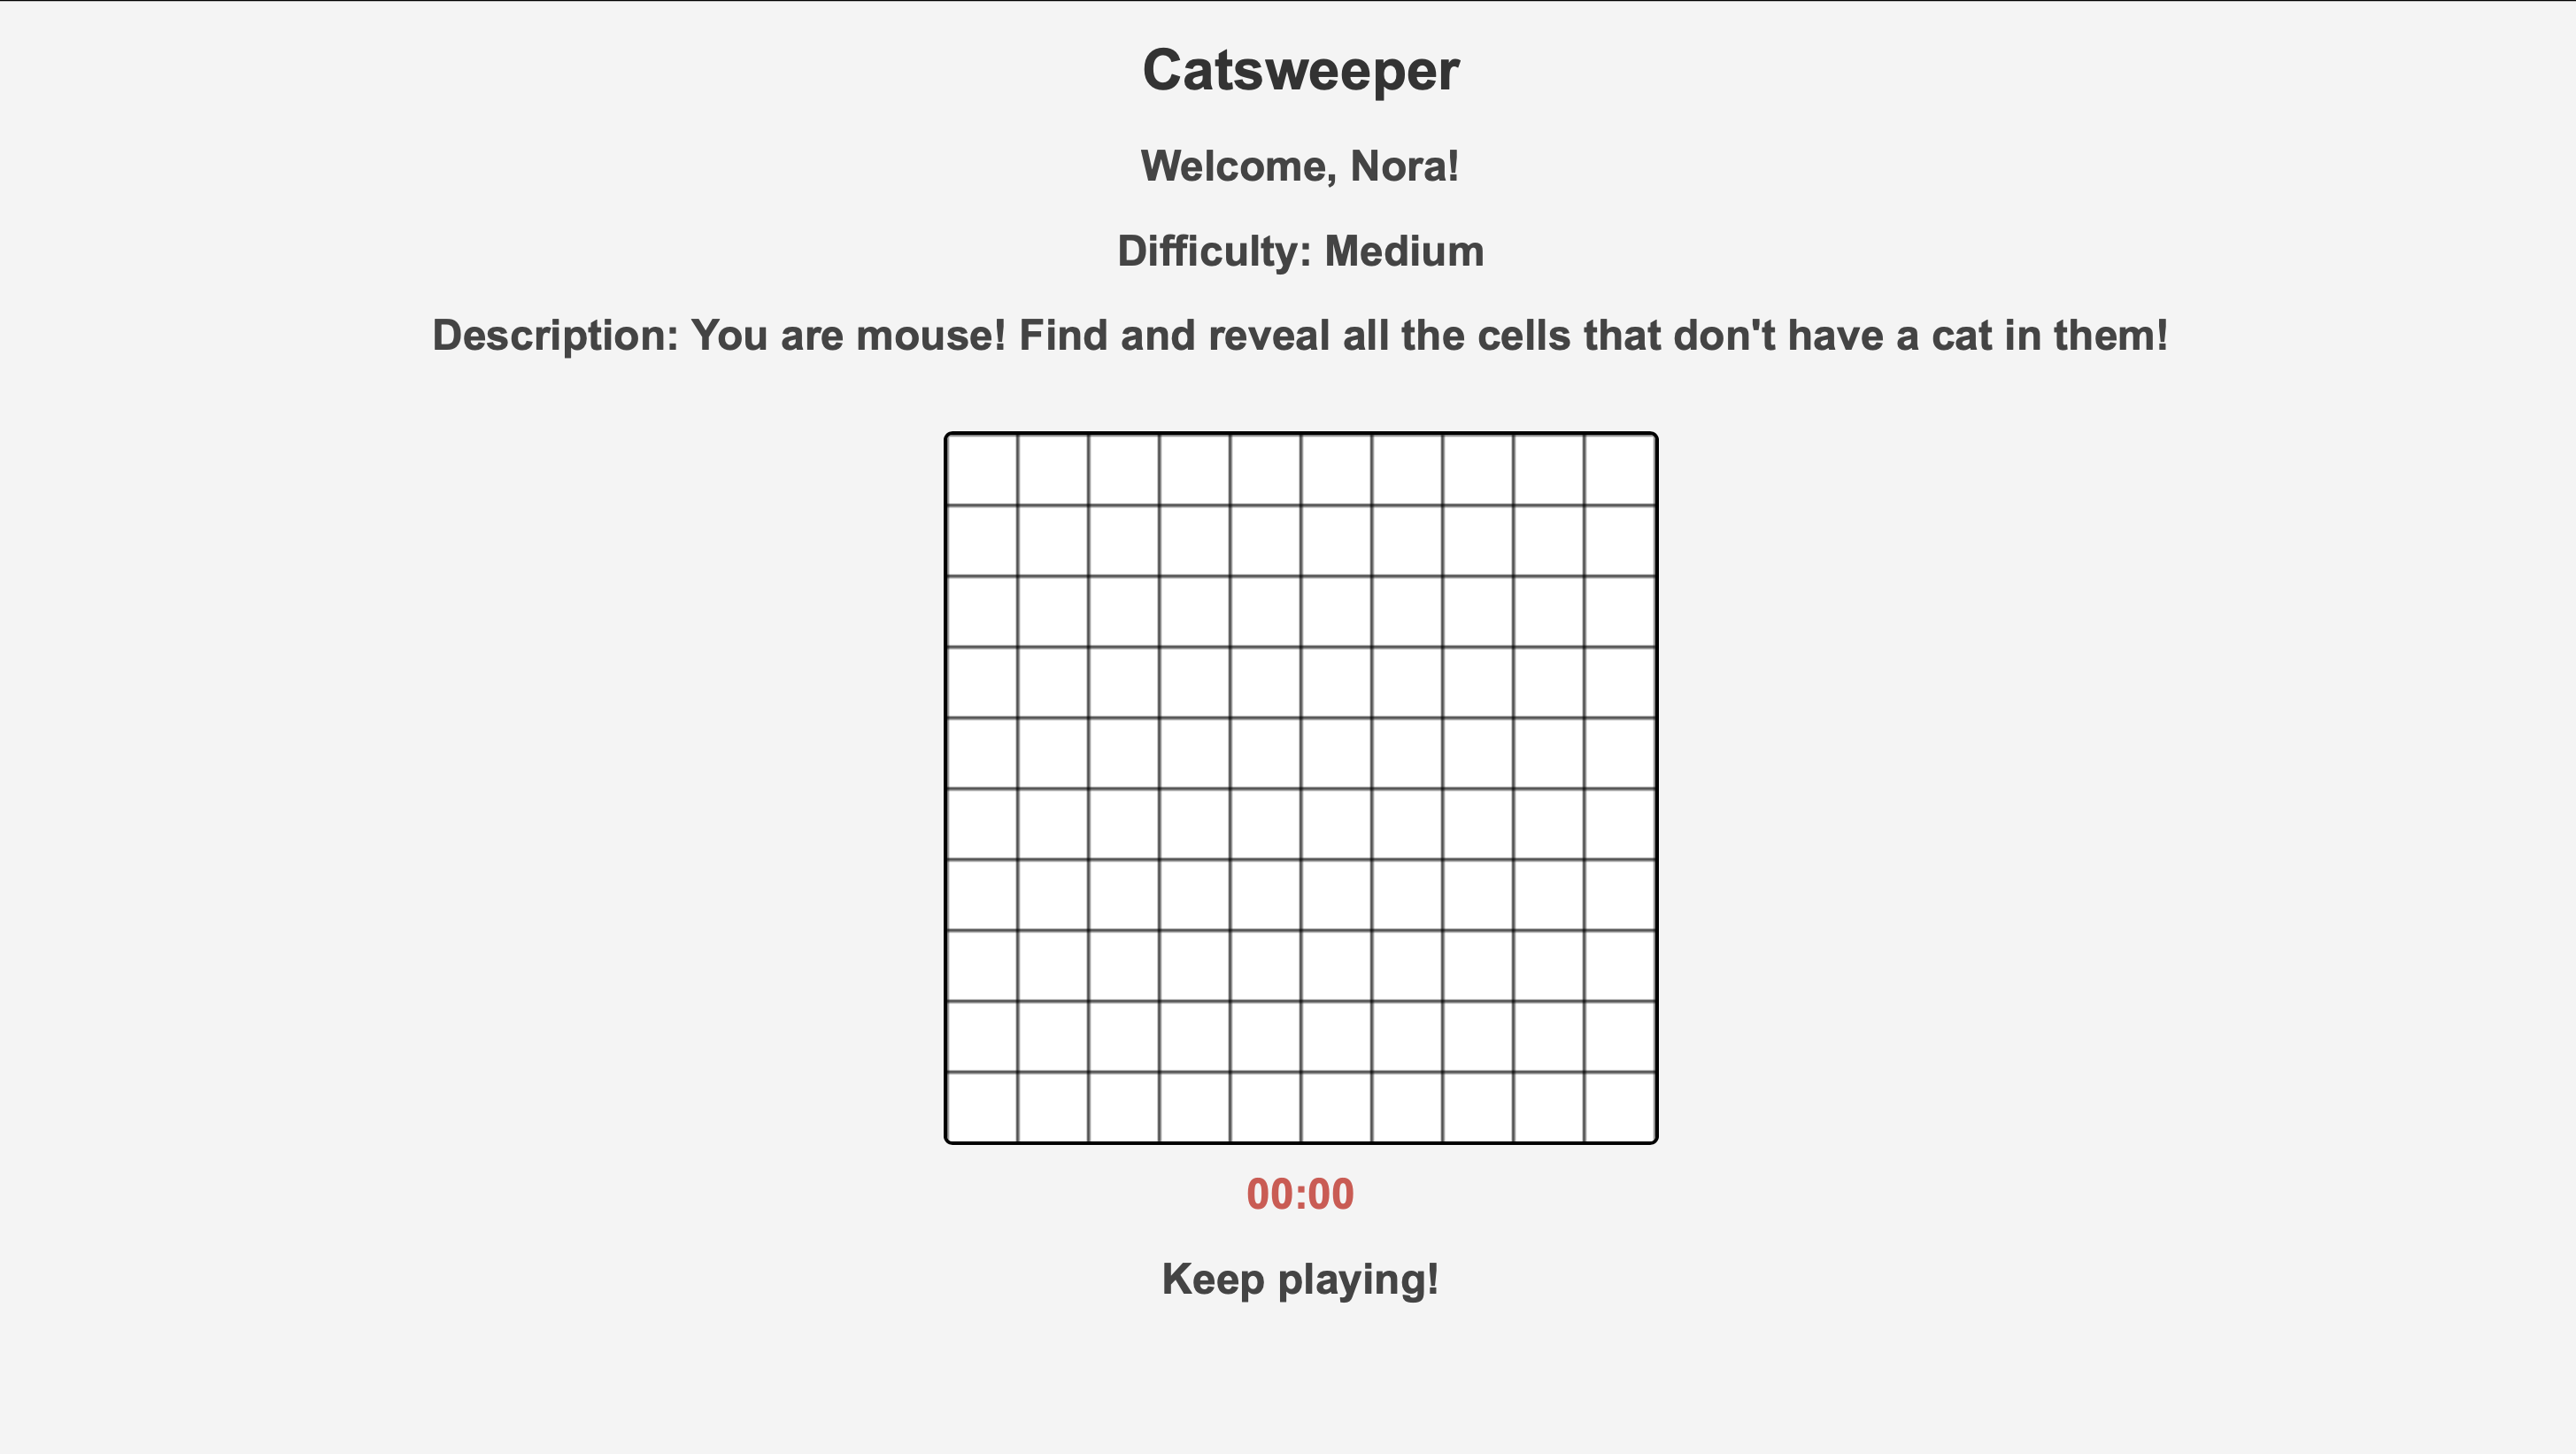 Catsweeper
Welcome, Nora!
Difficulty: Medium
Description: You are mouse! Find and reveal all the cells that don't have a cat in them!
00:00
Keep playing!